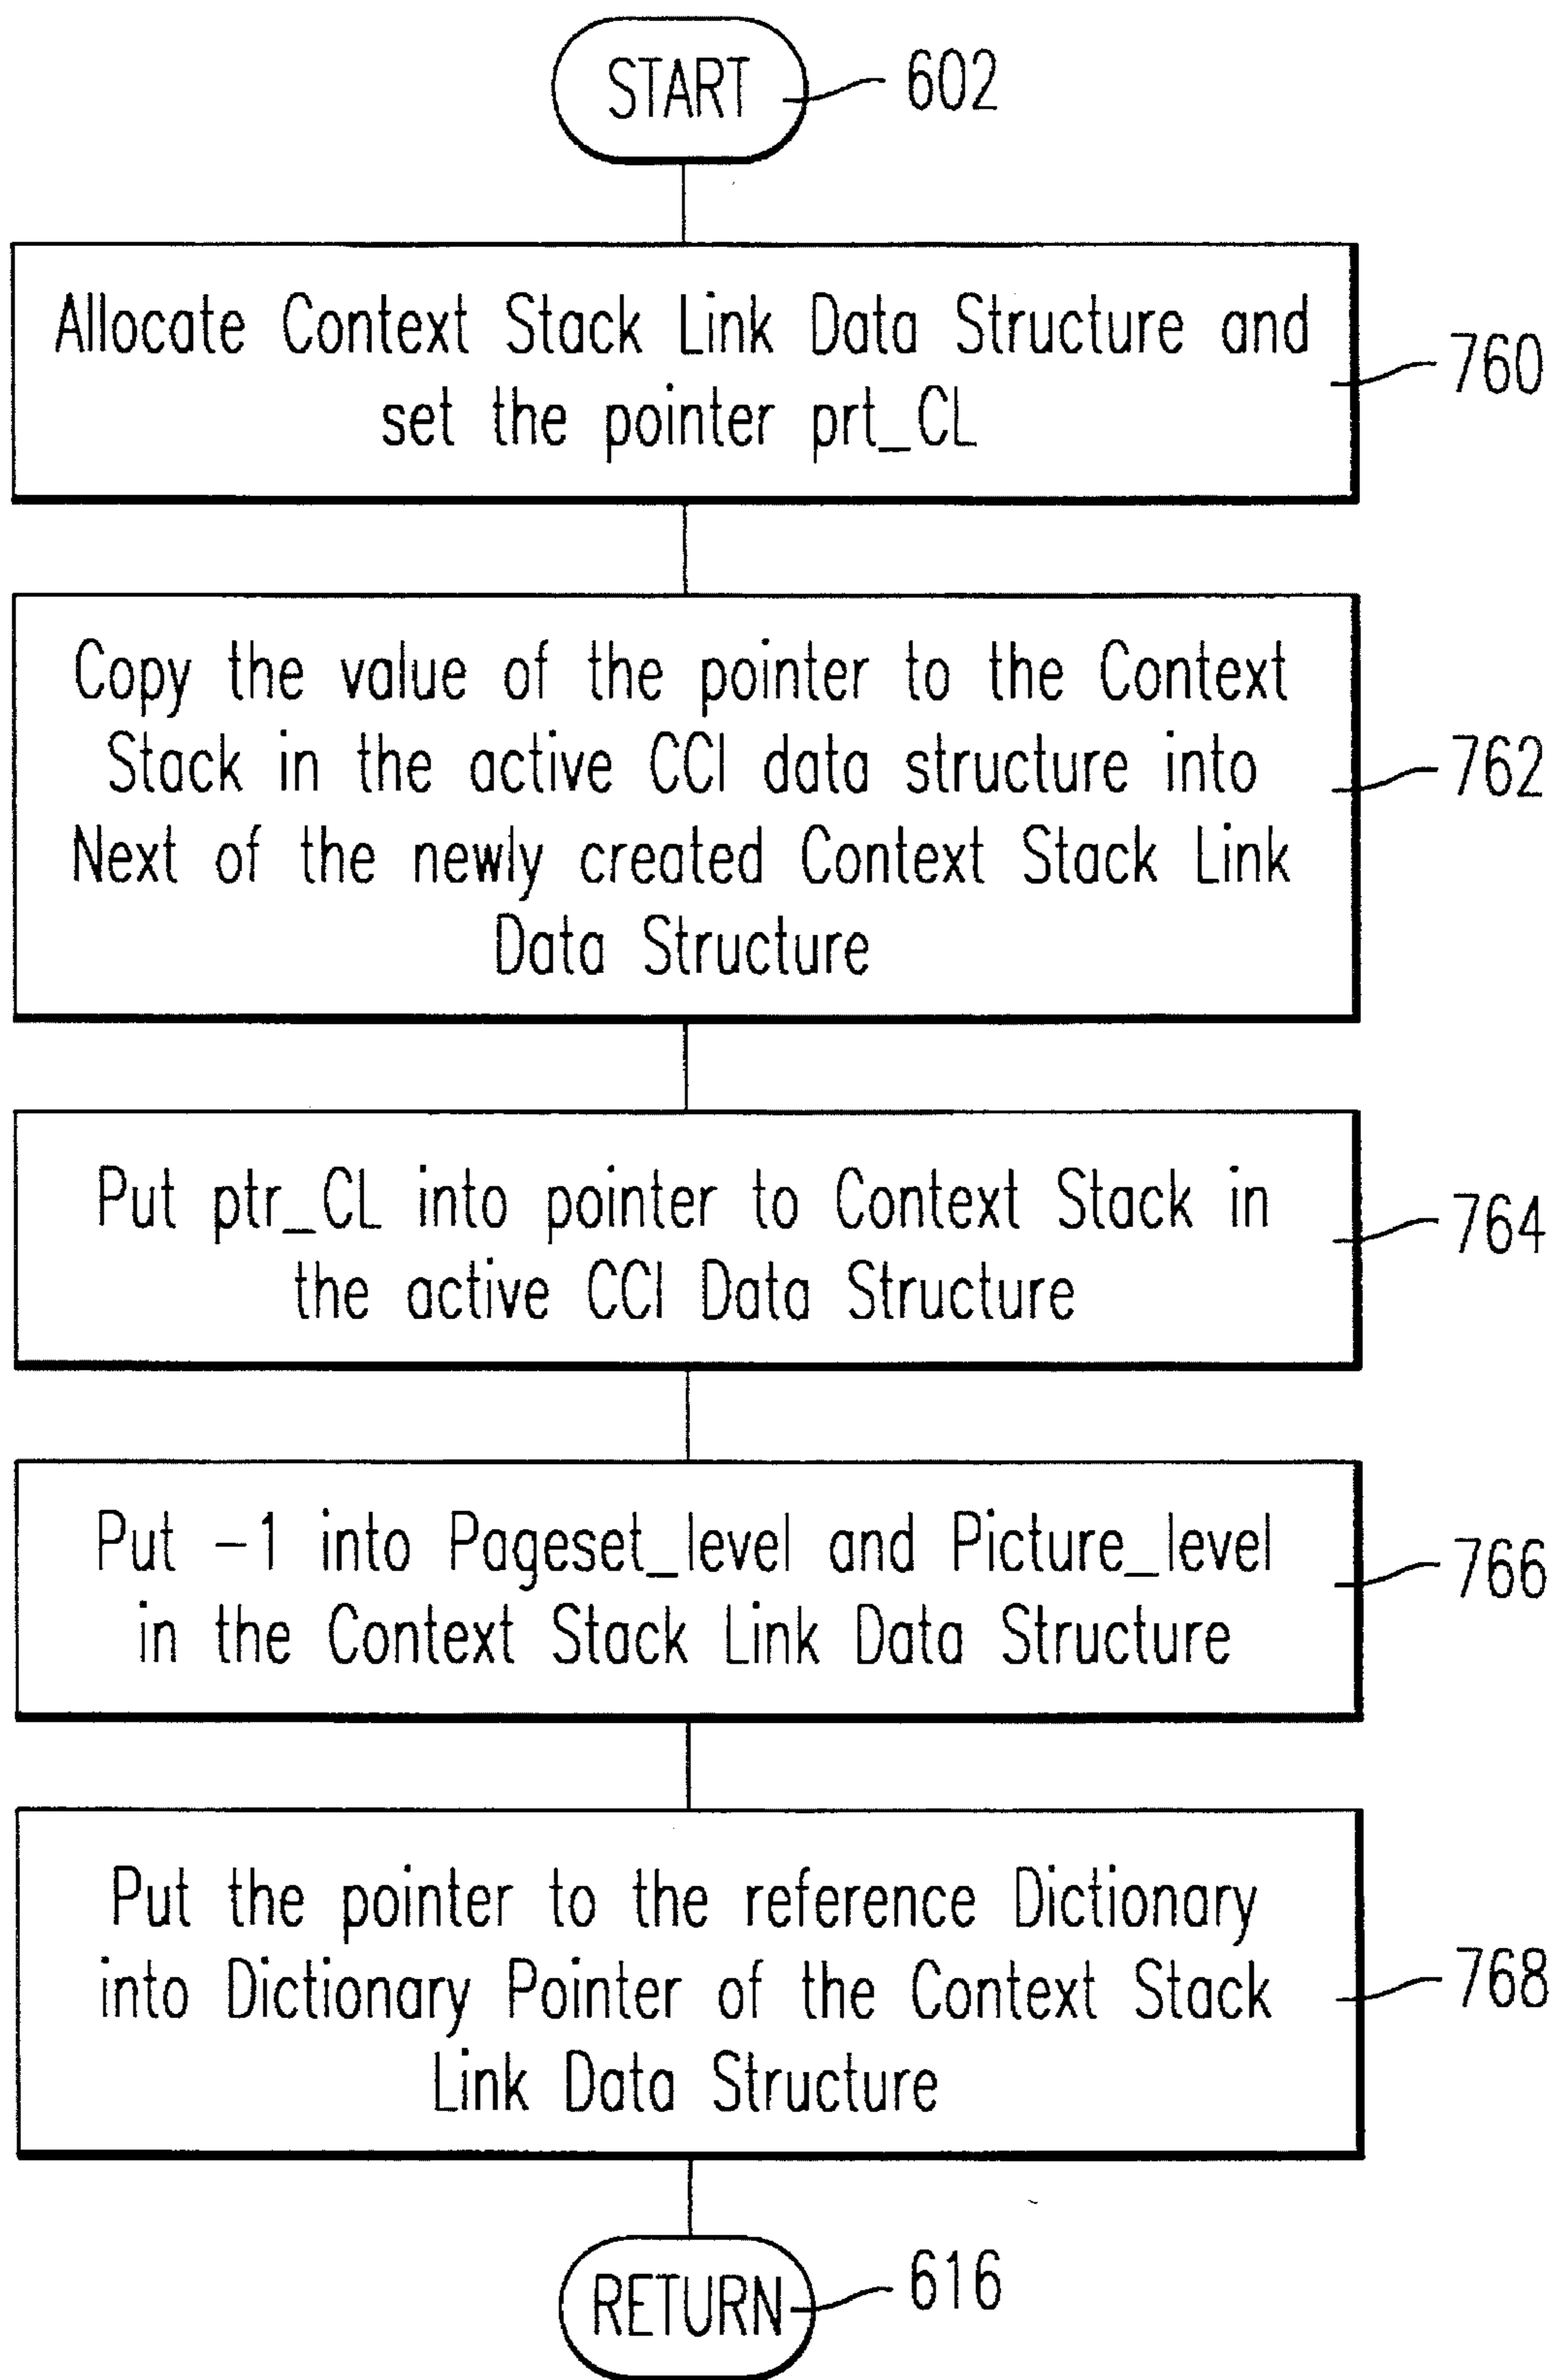 START
602
Allocate Context Stack Link Data Structure and
set the pointer prt_CL
760
Copy the value of the pointer to the Context
Stack in the active CCI data structure into
Next of the newly created Context Stack Link
Data Structure
762
Put ptr_CL into pointer to Context Stack in
the active CCI Data Structure
764
Put -1 into Pageset_level and Picture_level
in the Context Stack Link Data Structure
766
Put the pointer to the reference Dictionary
into Dictionary Pointer of the Context Stack
Link Data Structure
768
RETURN
616